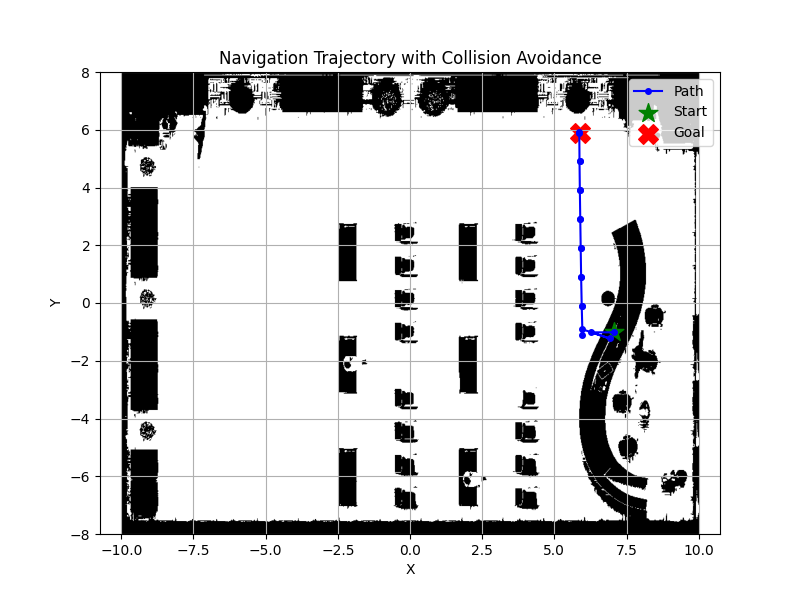 Navigation Trajectory with Collision Avoidance
Path
Start
Goal
8
6
4
2
0
−2
−4
−6
−8
Y
−10.0 −7.5 −5.0 −2.5 0.0 2.5 5.0 7.5 10.0
X